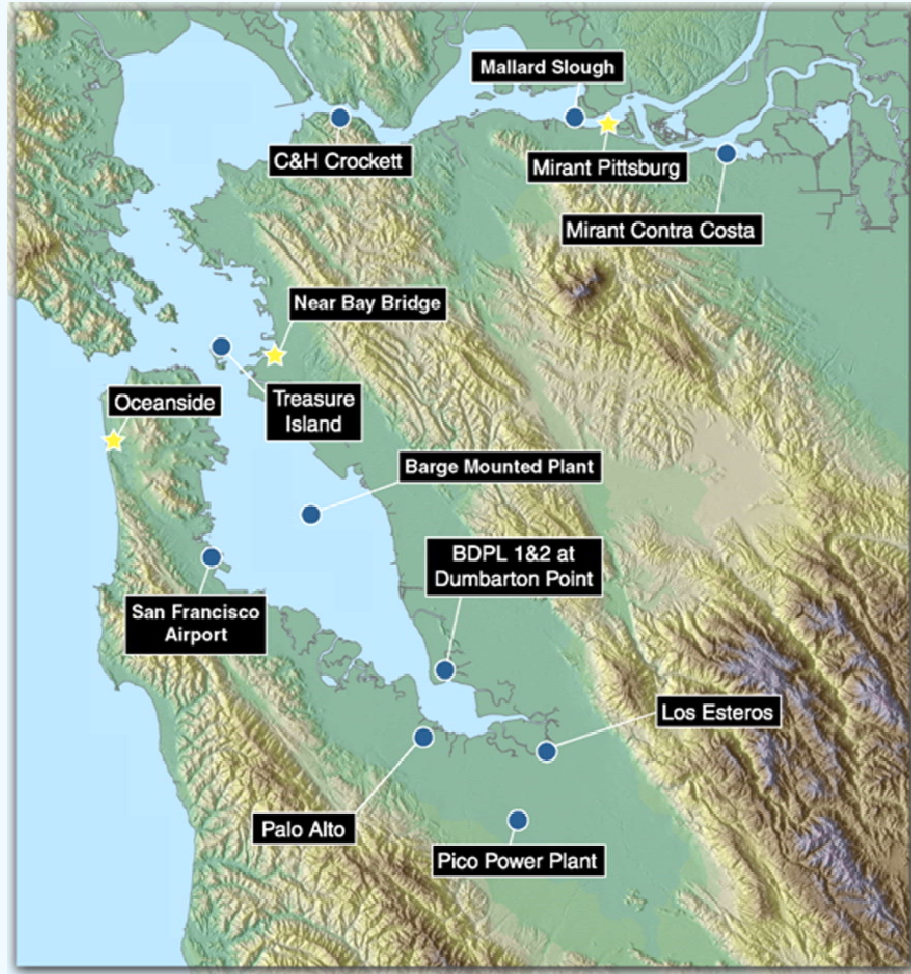 Mallard Slough
C&H Crockett
Mirant Pittsburg
Mirant Contra Costa
Near Bay Bridge
Oceanside
Treasure
Island
Barge Mounted Plant
BDPL 1&2 at
Dumbarton Point
San Francisco
Airport
Los Esteros
Palo Alto
Pico Power Plant